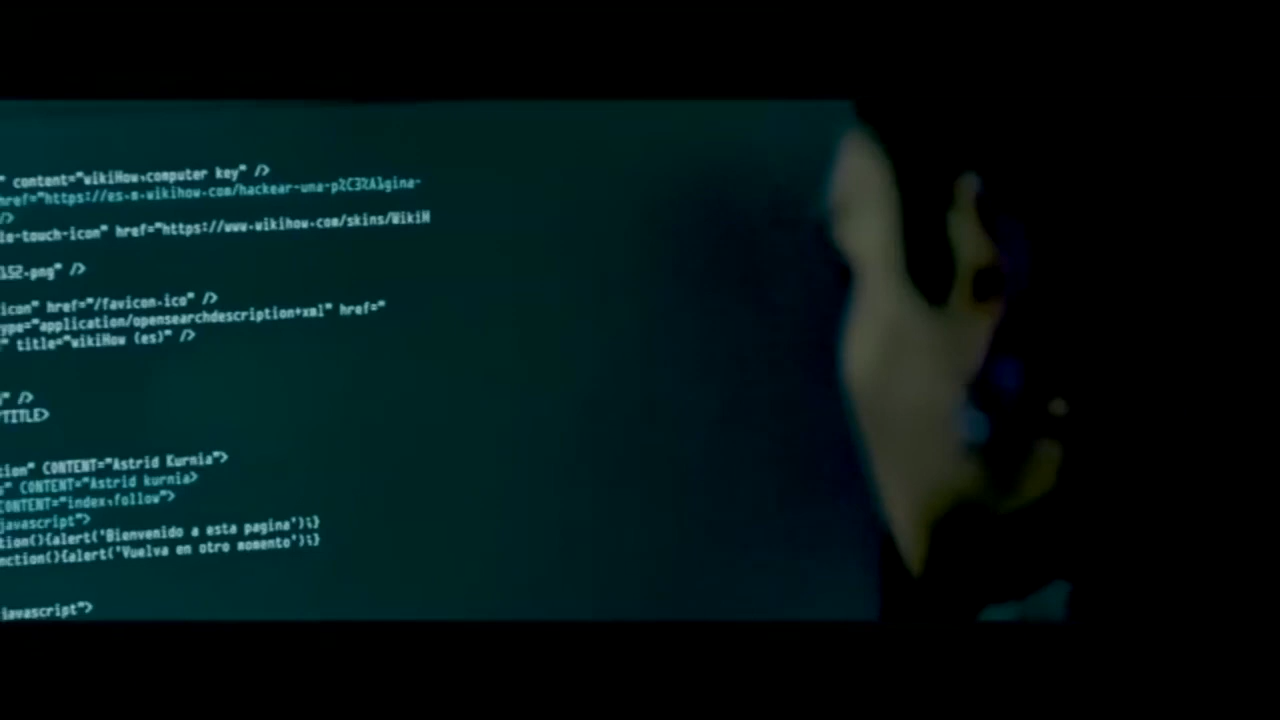 " content="wikiHow,computer key" />
href="https://es-m-wikihow-com/hackear-una-p%C3%A1gina-
/>
le-touch-icon" href="https://www-wikihow-com/skins/WikiH
152-png" />
icon" href="/favicon-ico" />
ype="application/opensearchdescription+xml" href="
" title="wikiHow (es)" />
" />
TITLE>
tion" CONTENT="Astrid Kurnia">
" CONTENT="Astrid kurnia>
CONTENT="index,follow">
javascript">
tion(){alert('Bienvenido a esta pagina');}
nction(){alert('Vuelva en otro momento');}
javascript">